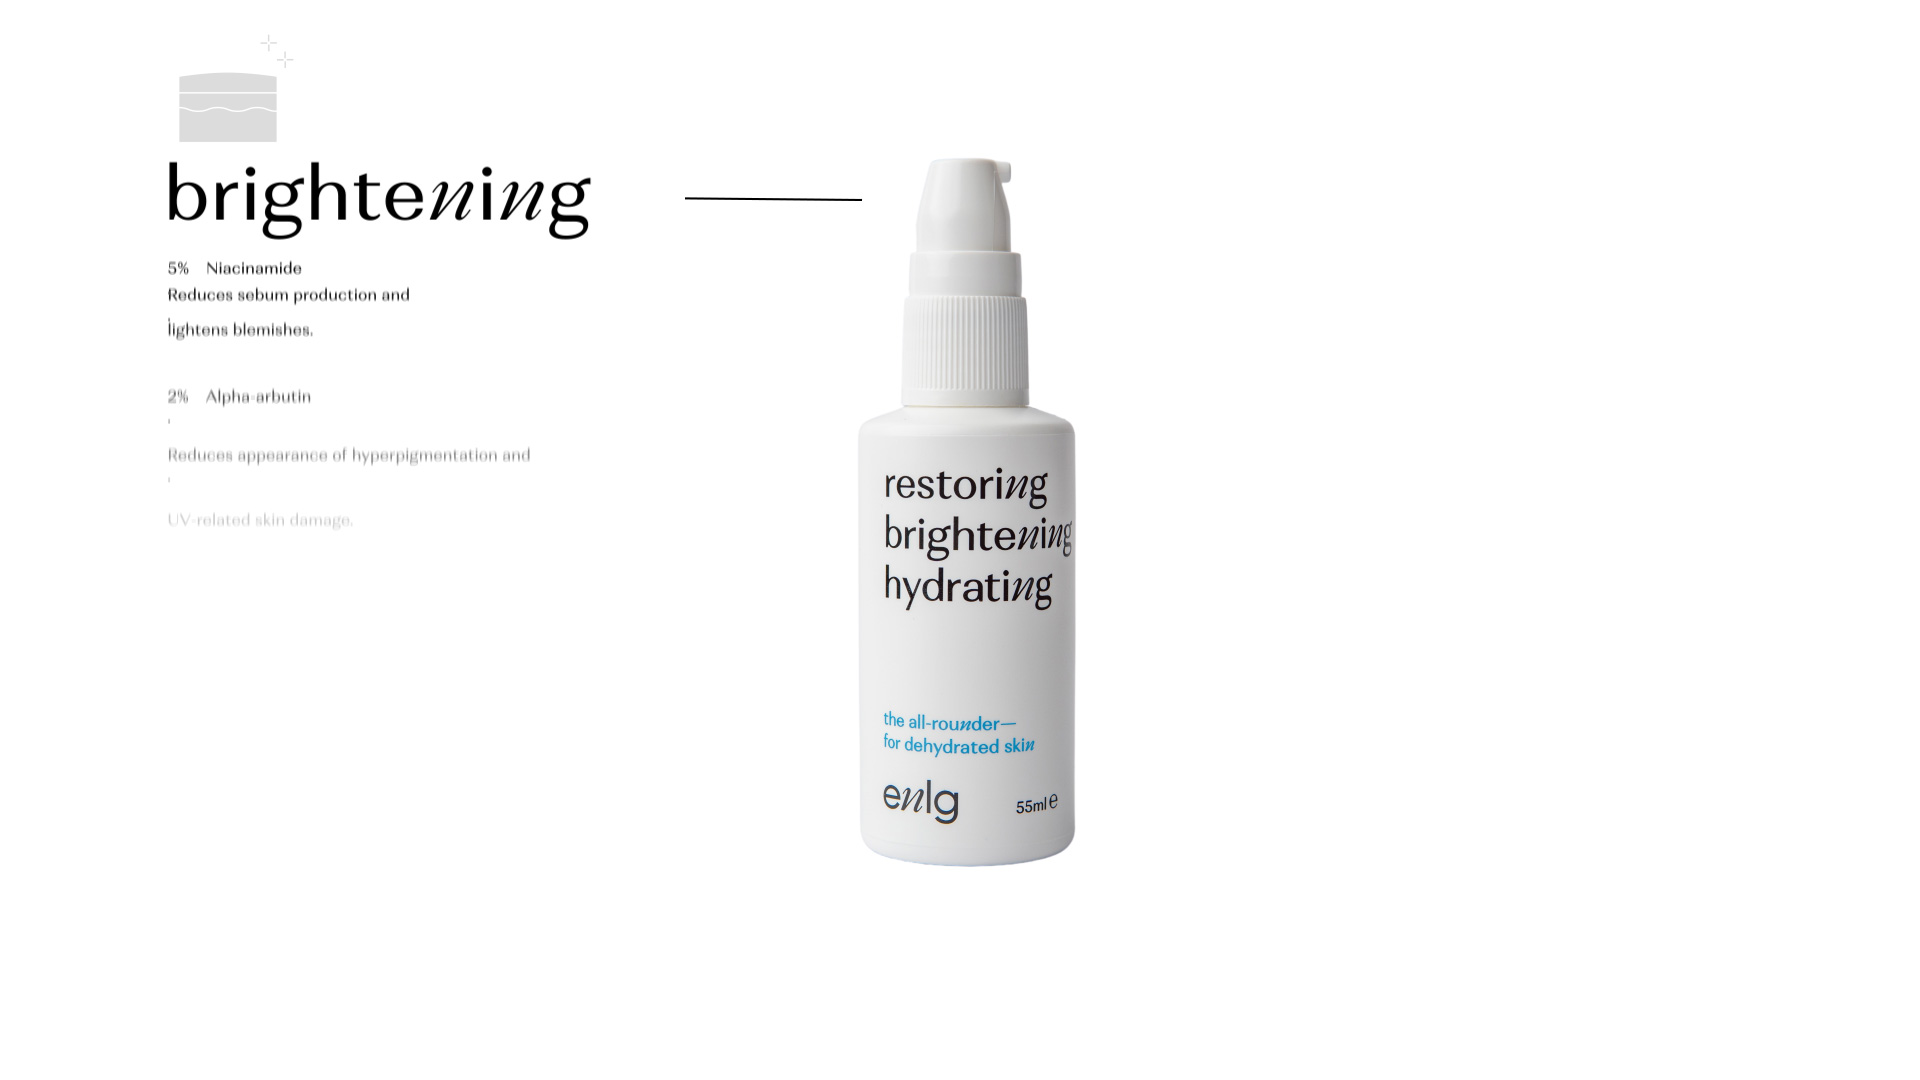 brightening
5% Niacinamide
Reduces sebum production and
lightens blemishes.
2% Alpha-arbutin
Reduces appearance of hyperpigmentation and
UV-related skin damage.
restoring
brightening
hydrating
the all-rounder—
for dehydrated skin
enlg
55ml ℮